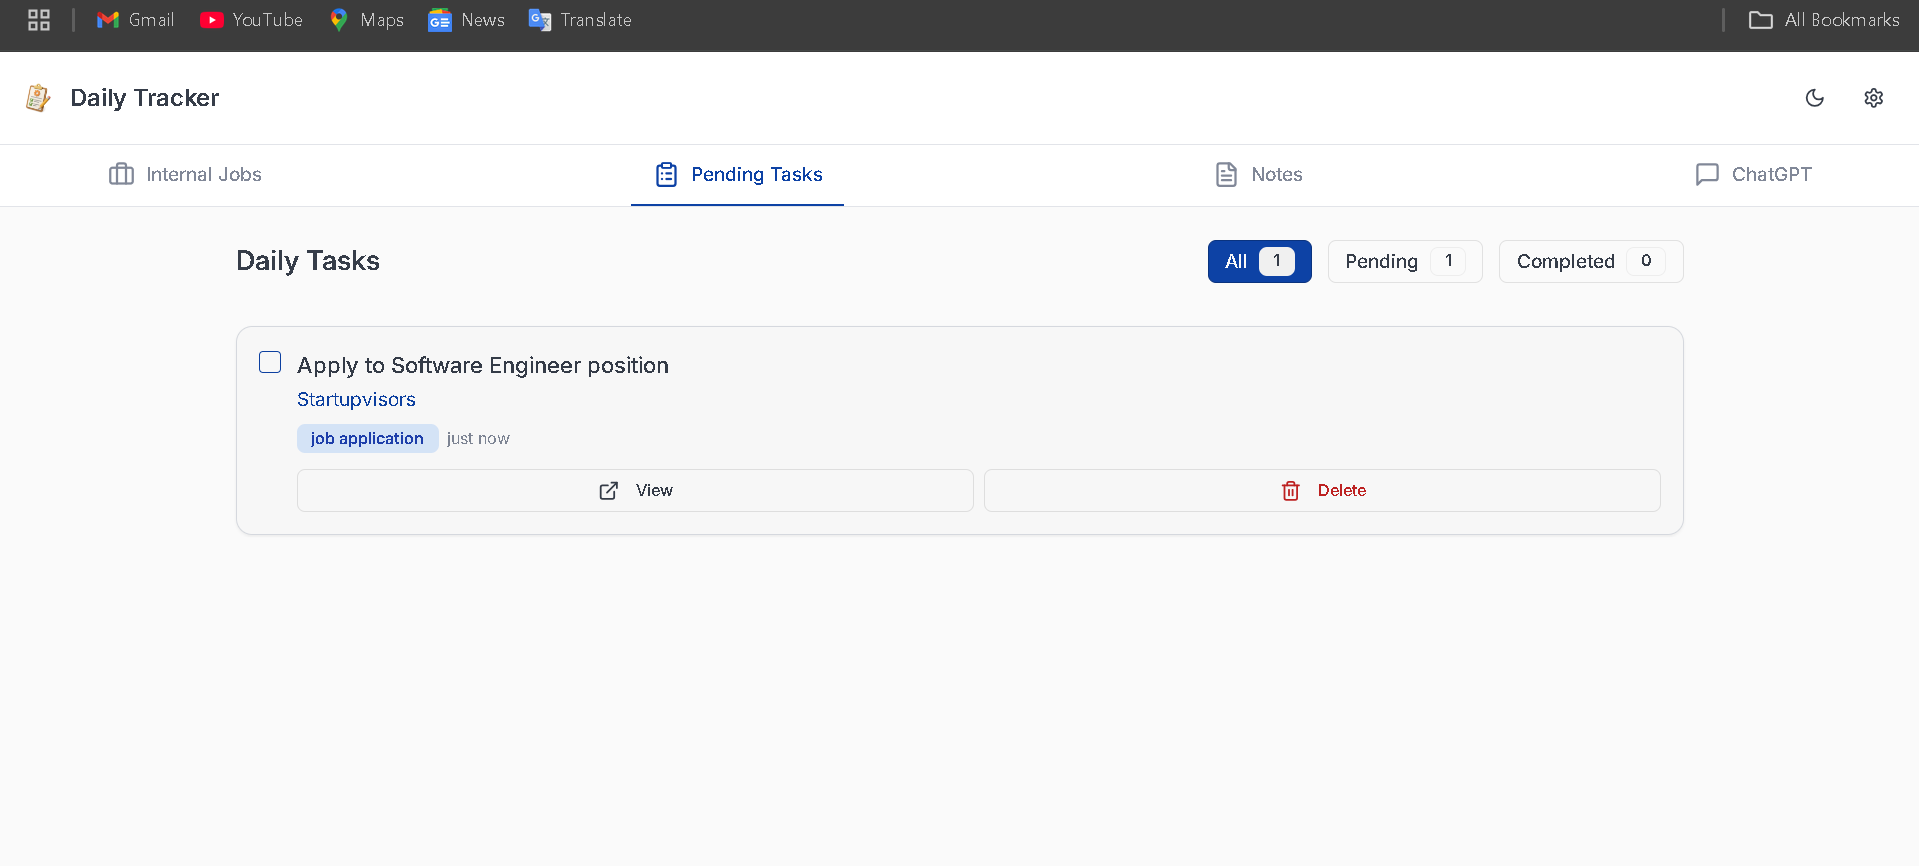 Gmail YouTube Maps News Translate All Bookmarks
Daily Tracker
Internal Jobs Pending Tasks Notes ChatGPT
Daily Tasks All 1 Pending 1 Completed 0
Apply to Software Engineer position
Startupvisors
job application just now
View Delete